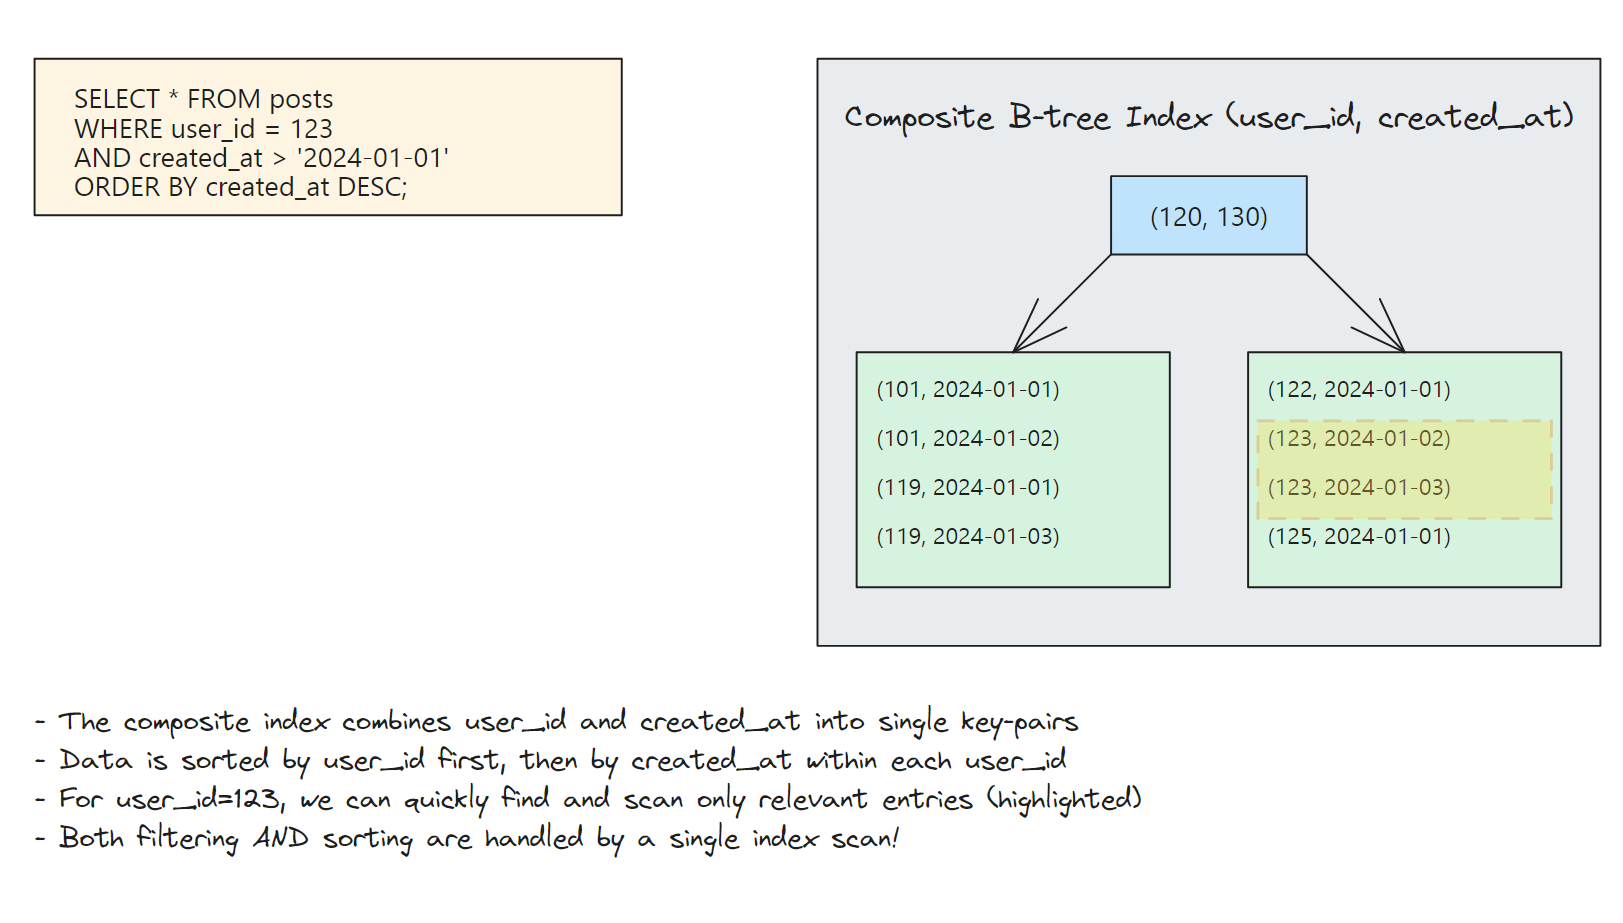 SELECT * FROM posts
WHERE user_id = 123
AND created_at > '2024-01-01'
ORDER BY created_at DESC;
Composite B-tree Index (user_id, created_at)
(120, 130)
(101, 2024-01-01)
(101, 2024-01-02)
(119, 2024-01-01)
(119, 2024-01-03)
(122, 2024-01-01)
(123, 2024-01-02)
(123, 2024-01-03)
(125, 2024-01-01)
- The composite index combines user_id and created_at into single key-pairs
- Data is sorted by user_id first, then by created_at within each user_id
- For user_id=123, we can quickly find and scan only relevant entries (highlighted)
- Both filtering AND sorting are handled by a single index scan!